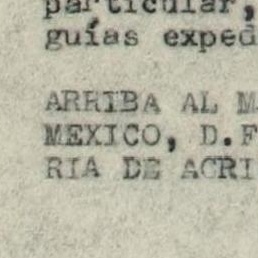 particular,
guías exped
ARRIBA AL M
MEXICO, D.F
RIA DE AGRI